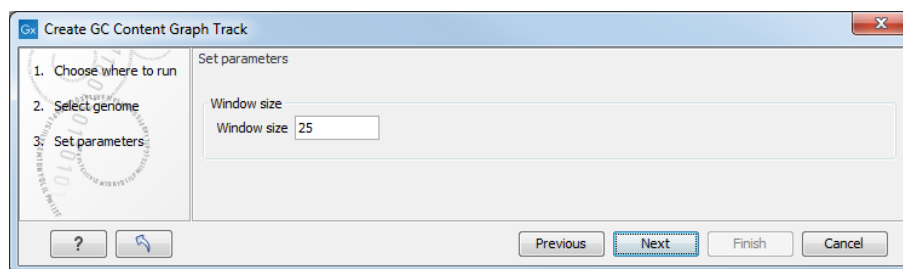 Gx Create GC Content Graph Track X
1. Choose where to run
2. Select genome
3. Set parameters
Set parameters
Window size
Window size 25
? Previous Next Finish Cancel